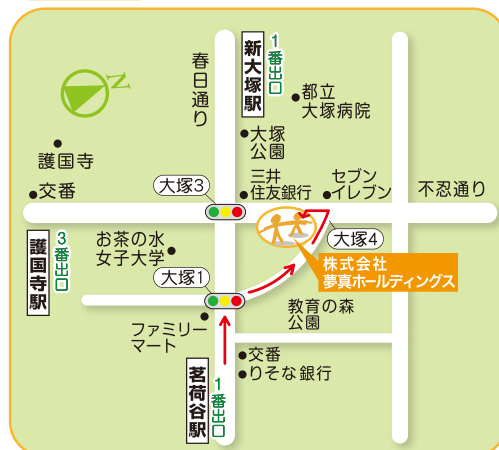 春日通り
新大塚駅
1番出口
N
都立
大塚病院
護国寺
大塚
公園
交番
大塚3
三井
住友銀行
セブン
イレブン
不忍通り
護国寺駅
3番出口
お茶の水
女子大学
大塚4
大塚1
株式会社
夢真ホールディングス
教育の森
公園
ファミリー
マート
茗荷谷駅
1番出口
交番
りそな銀行